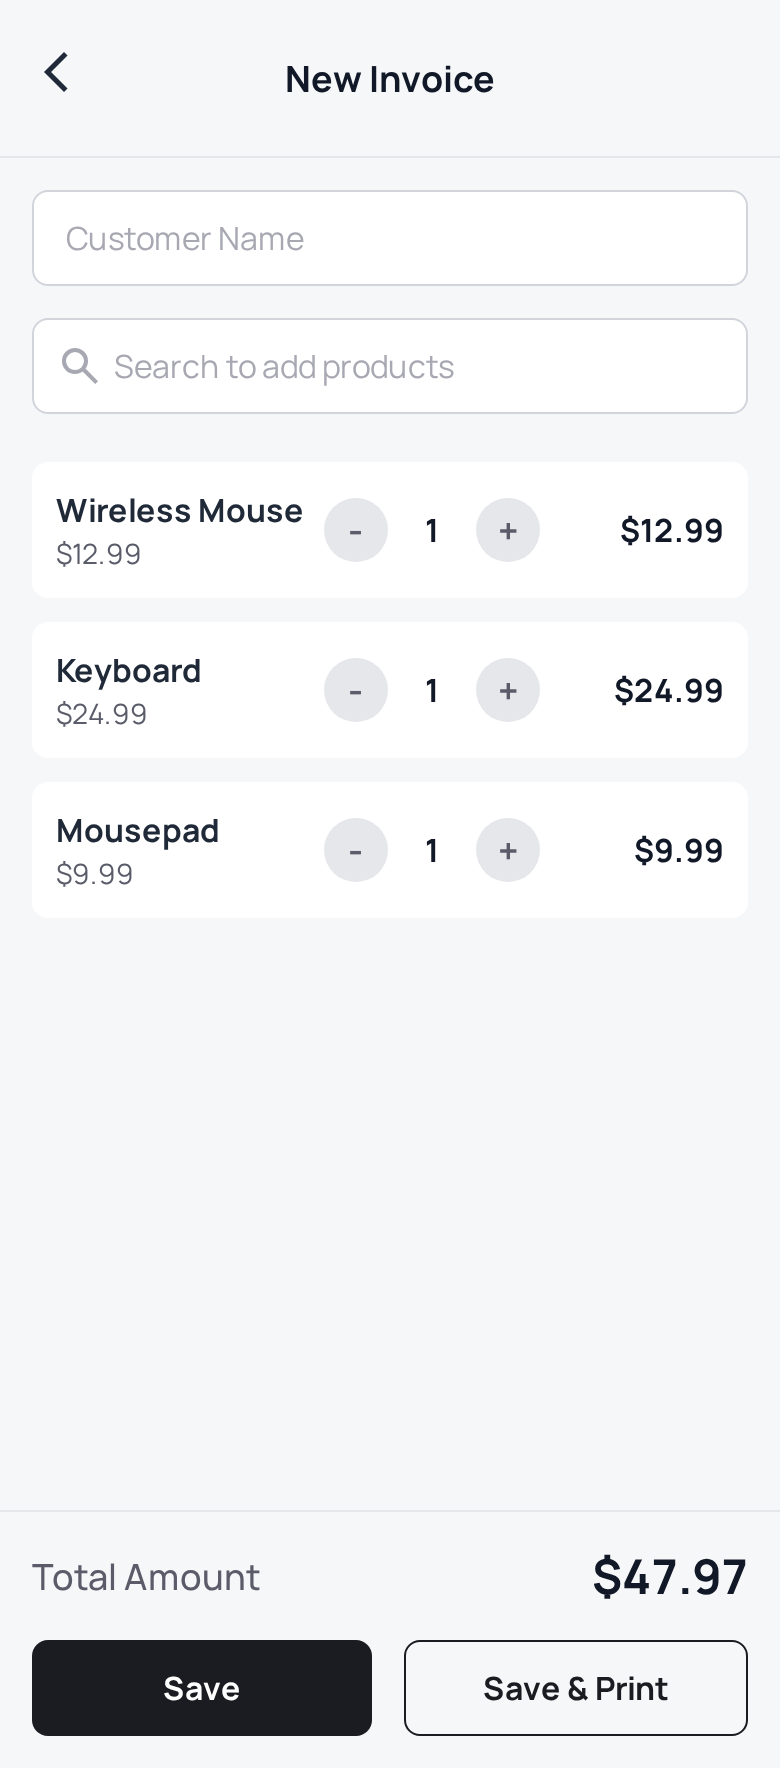 New Invoice
Customer Name
Search to add products
Wireless Mouse
$12.99
- 1 + $12.99
Keyboard
$24.99
- 1 + $24.99
Mousepad
$9.99
- 1 + $9.99
Total Amount $47.97
Save Save & Print